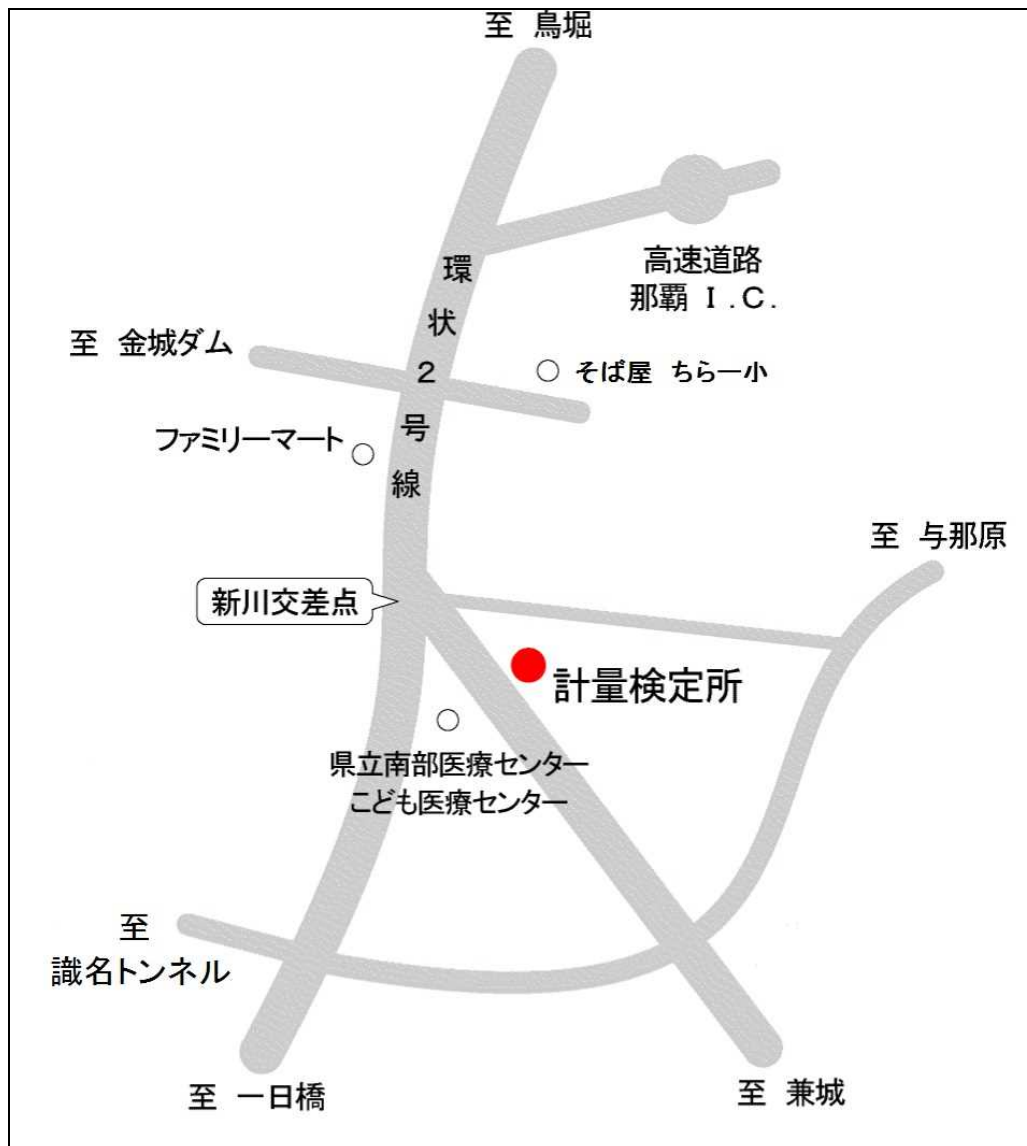 至 鳥堀
環状2号線
高速道路
那覇 I.C.
至 金城ダム
○ そば屋 ちらー小
ファミリーマート ○
至 与那原
新川交差点
計量検定所
○
県立南部医療センター
こども医療センター
至
識名トンネル
至 一日橋
至 兼城